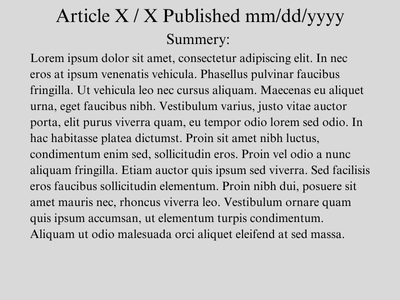 Article X / X Published mm/dd/yyyy
Summery:
Lorem ipsum dolor sit amet, consectetur adipiscing elit. In nec
eros at ipsum venenatis vehicula. Phasellus pulvinar faucibus
fringilla. Ut vehicula leo nec cursus aliquam. Maecenas eu aliquet
urna, eget faucibus nibh. Vestibulum varius, justo vitae auctor
porta, elit purus viverra quam, eu tempor odio lorem sed odio. In
hac habitasse platea dictumst. Proin sit amet nibh luctus,
condimentum enim sed, sollicitudin eros. Proin vel odio a nunc
aliquam fringilla. Etiam auctor quis ipsum sed viverra. Sed facilisis
eros faucibus sollicitudin elementum. Proin nibh dui, posuere sit
amet mauris nec, rhoncus viverra leo. Vestibulum ornare quam
quis ipsum accumsan, ut elementum turpis condimentum.
Aliquam ut odio malesuada orci aliquet eleifend at sed massa.